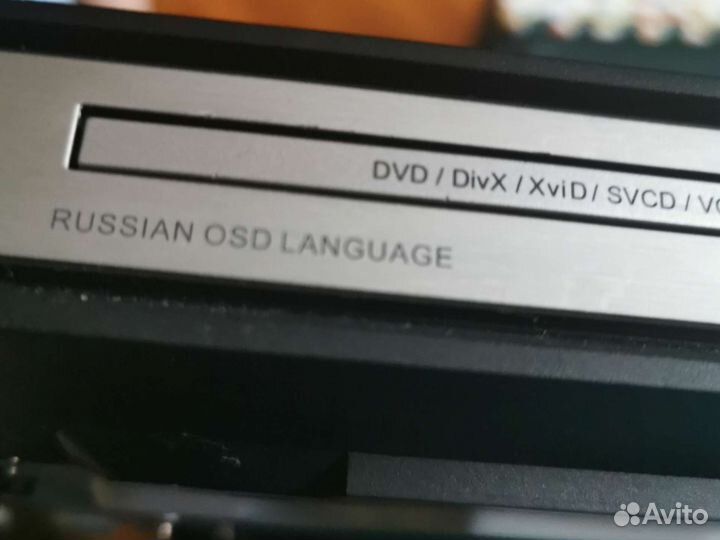 DVD / DivX / XviD / SVCD /
RUSSIAN OSD LANGUAGE
Avito